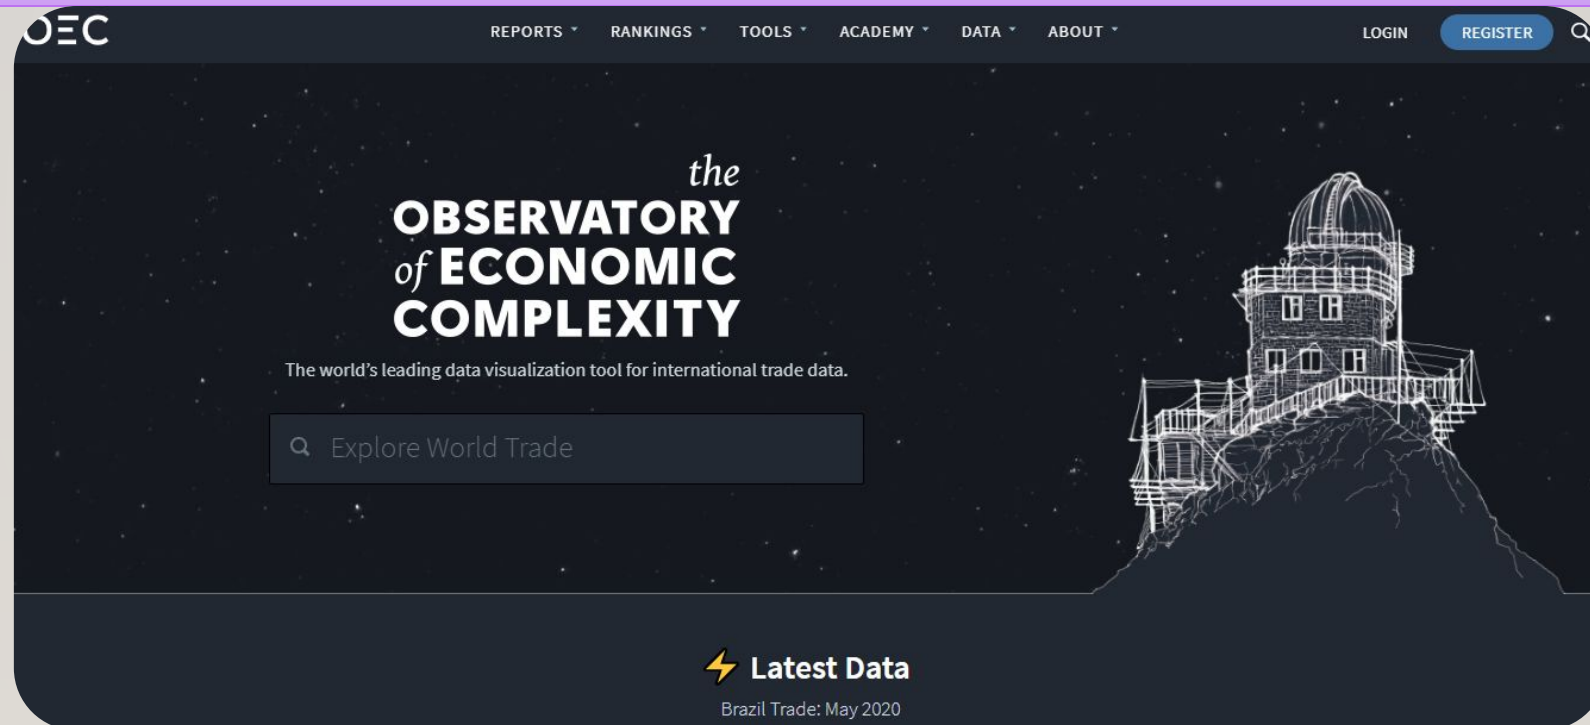 OEC
REPORTS RANKINGS TOOLS ACADEMY DATA ABOUT LOGIN REGISTER
the
OBSERVATORY
of ECONOMIC
COMPLEXITY
The world's leading data visualization tool for international trade data.
Explore World Trade
Latest Data
Brazil Trade: May 2020